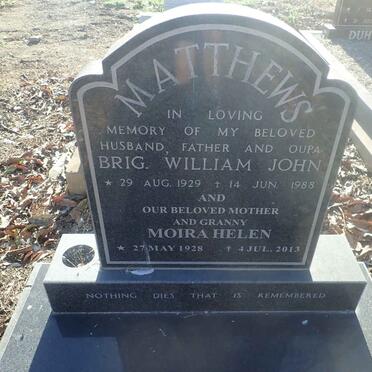 MATTHEWS
IN LOVING
MEMORY OF MY BELOVED
HUSBAND, FATHER AND OUPA
BRIG. WILLIAM JOHN
★ 29 AUG. 1929 ✝ 14 JUN. 1988
AND
OUR BELOVED MOTHER
AND GRANNY
MOIRA HELEN
★ 27 MAY 1928 ✝ 4 JUL. 2013
NOTHING DIES THAT IS REMEMBERED